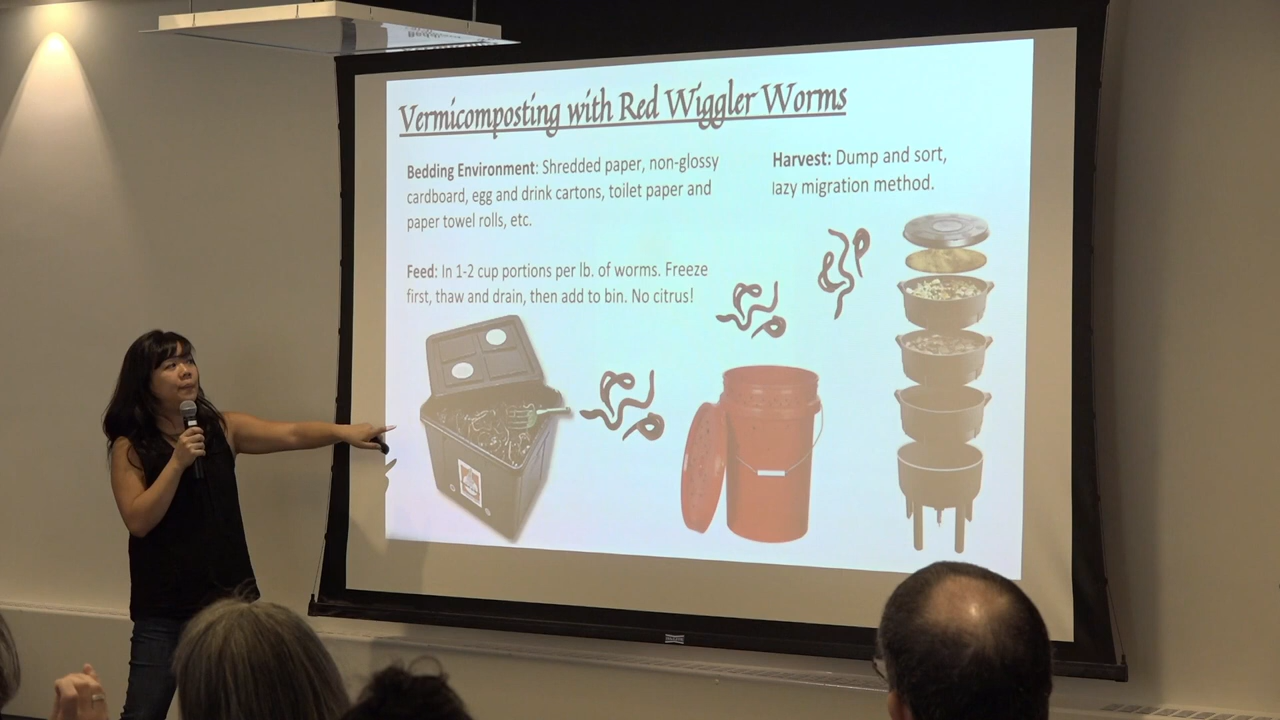 Vermicomposting with Red Wiggler Worms
Bedding Environment: Shredded paper, non-glossy
cardboard, egg and drink cartons, toilet paper and
paper towel rolls, etc.
Feed: In 1-2 cup portions per lb. of worms. Freeze
first, thaw and drain, then add to bin. No citrus!
Harvest: Dump and sort,
lazy migration method.